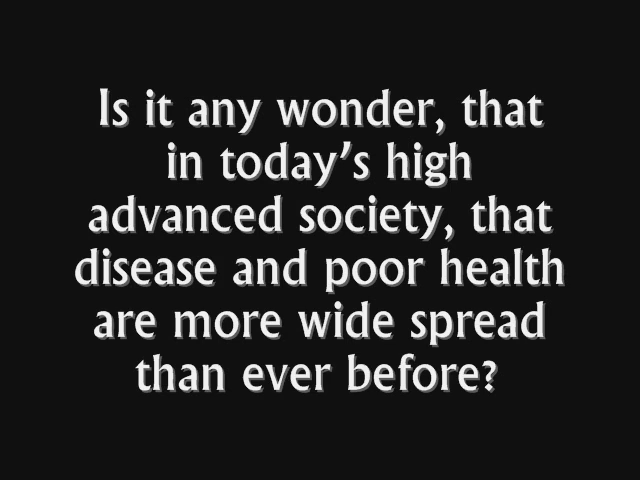 Is it any wonder, that
in today's high
advanced society, that
disease and poor health
are more wide spread
than ever before?